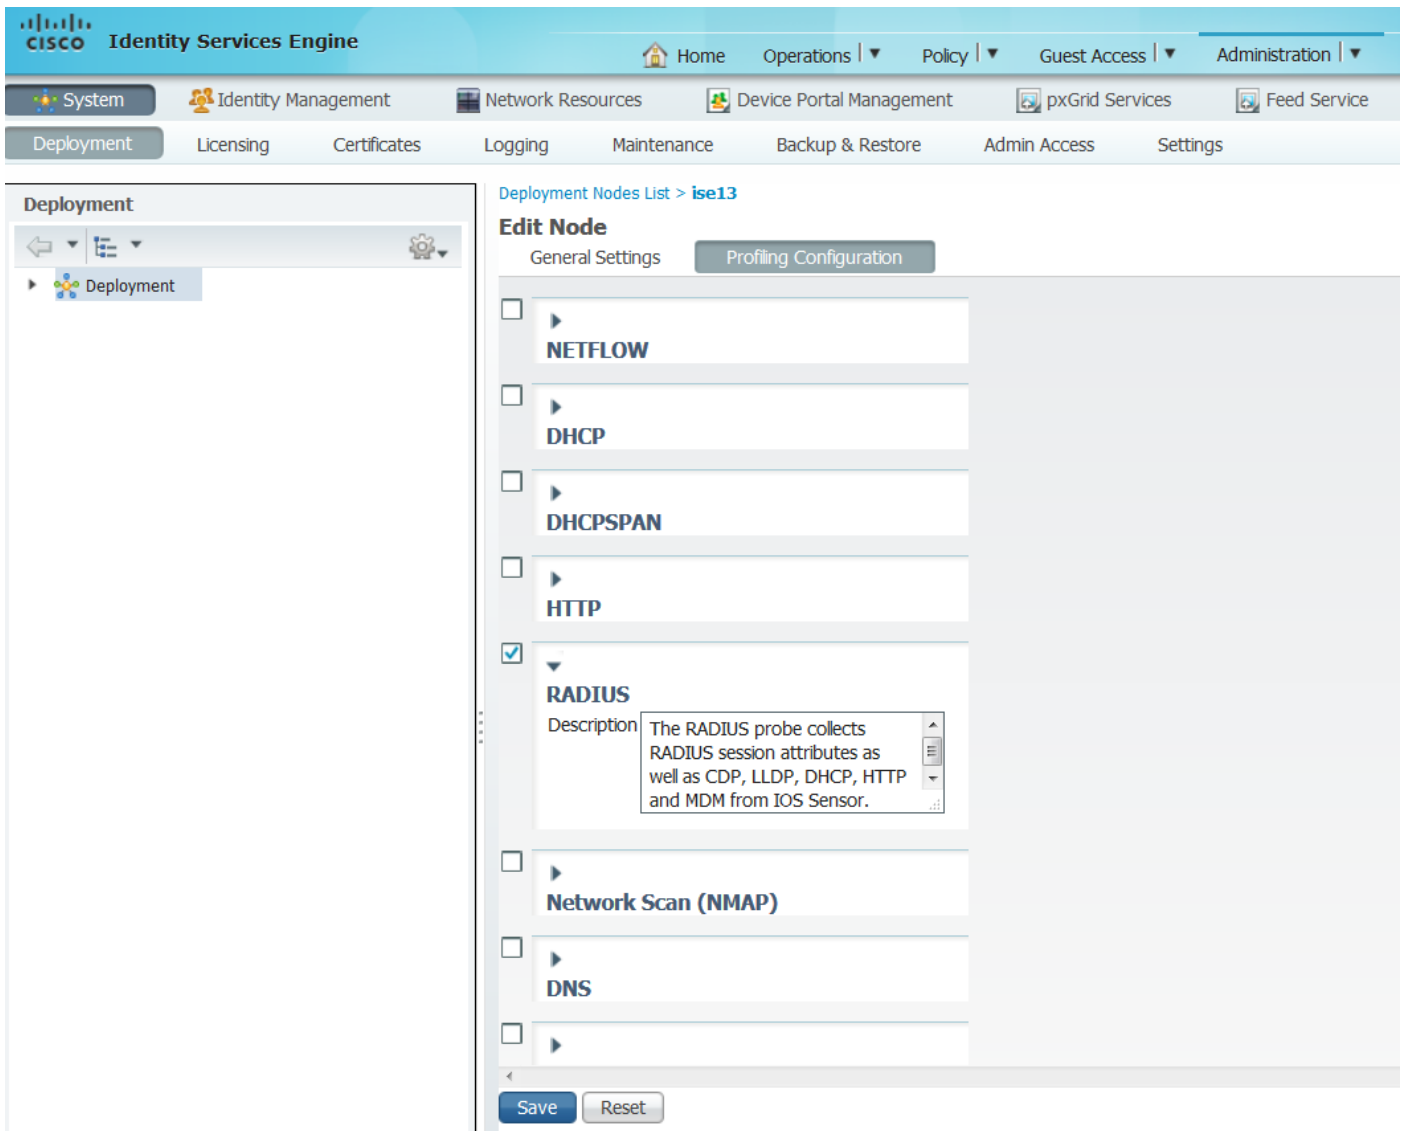 CISCO Identity Services Engine
Home Operations Policy Guest Access Administration
System Identity Management Network Resources Device Portal Management pxGrid Services Feed Service
Deployment Licensing Certificates Logging Maintenance Backup & Restore Admin Access Settings
Deployment
Deployment
Deployment Nodes List > ise13
Edit Node
General Settings Profiling Configuration
NETFLOW
DHCP
DHCPSPAN
HTTP
RADIUS
Description The RADIUS probe collects
RADIUS session attributes as
well as CDP, LLDP, DHCP, HTTP
and MDM from IOS Sensor.
Network Scan (NMAP)
DNS
Save Reset